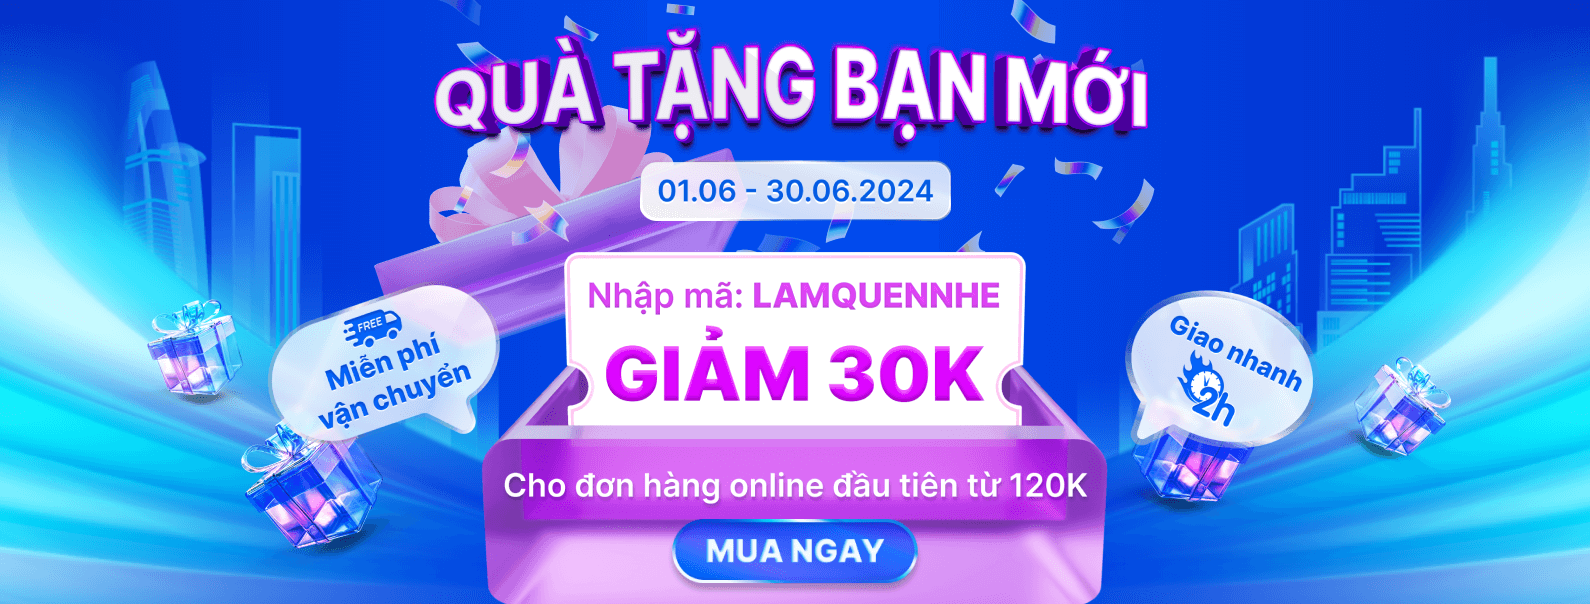 QUÀ TẶNG BẠN MỚI
01.06 - 30.06.2024
Nhập mã: LAMQUENNHE
GIẢM 30K
FREE
Miễn phí
vận chuyển
Giao nhanh
2h
Cho đơn hàng online đầu tiên từ 120K
MUA NGAY